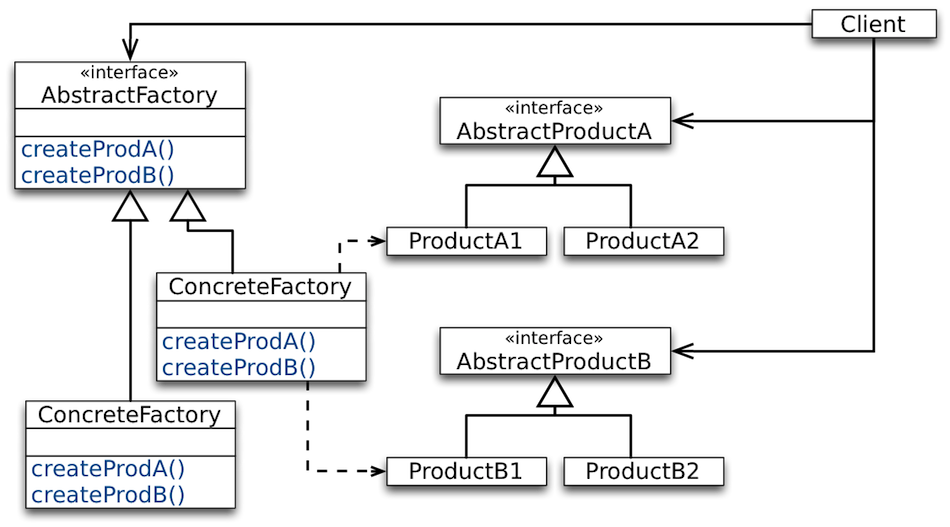 Client
«interface»
AbstractFactory
createProdA()
createProdB()
«interface»
AbstractProductA
ProductA1
ProductA2
ConcreteFactory
createProdA()
createProdB()
«interface»
AbstractProductB
ProductB1
ProductB2
ConcreteFactory
createProdA()
createProdB()